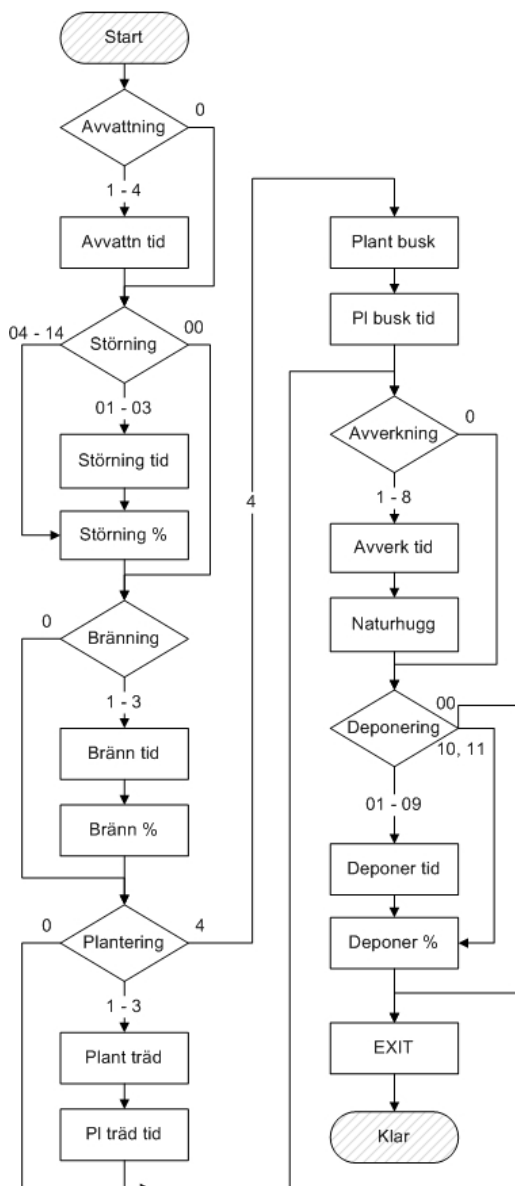 Start
Avvattning
0
1 - 4
Avvattn tid
04 - 14
Störning
00
01 - 03
Störning tid
Störning %
0
Bränning
1 - 3
Bränn tid
Bränn %
0
Plantering
4
1 - 3
Plant träd
Pl träd tid
4
Plant busk
Pl busk tid
Avverkning
0
1 - 8
Avverk tid
Naturhugg
00
Deponering
10, 11
01 - 09
Deponer tid
Deponer %
EXIT
Klar